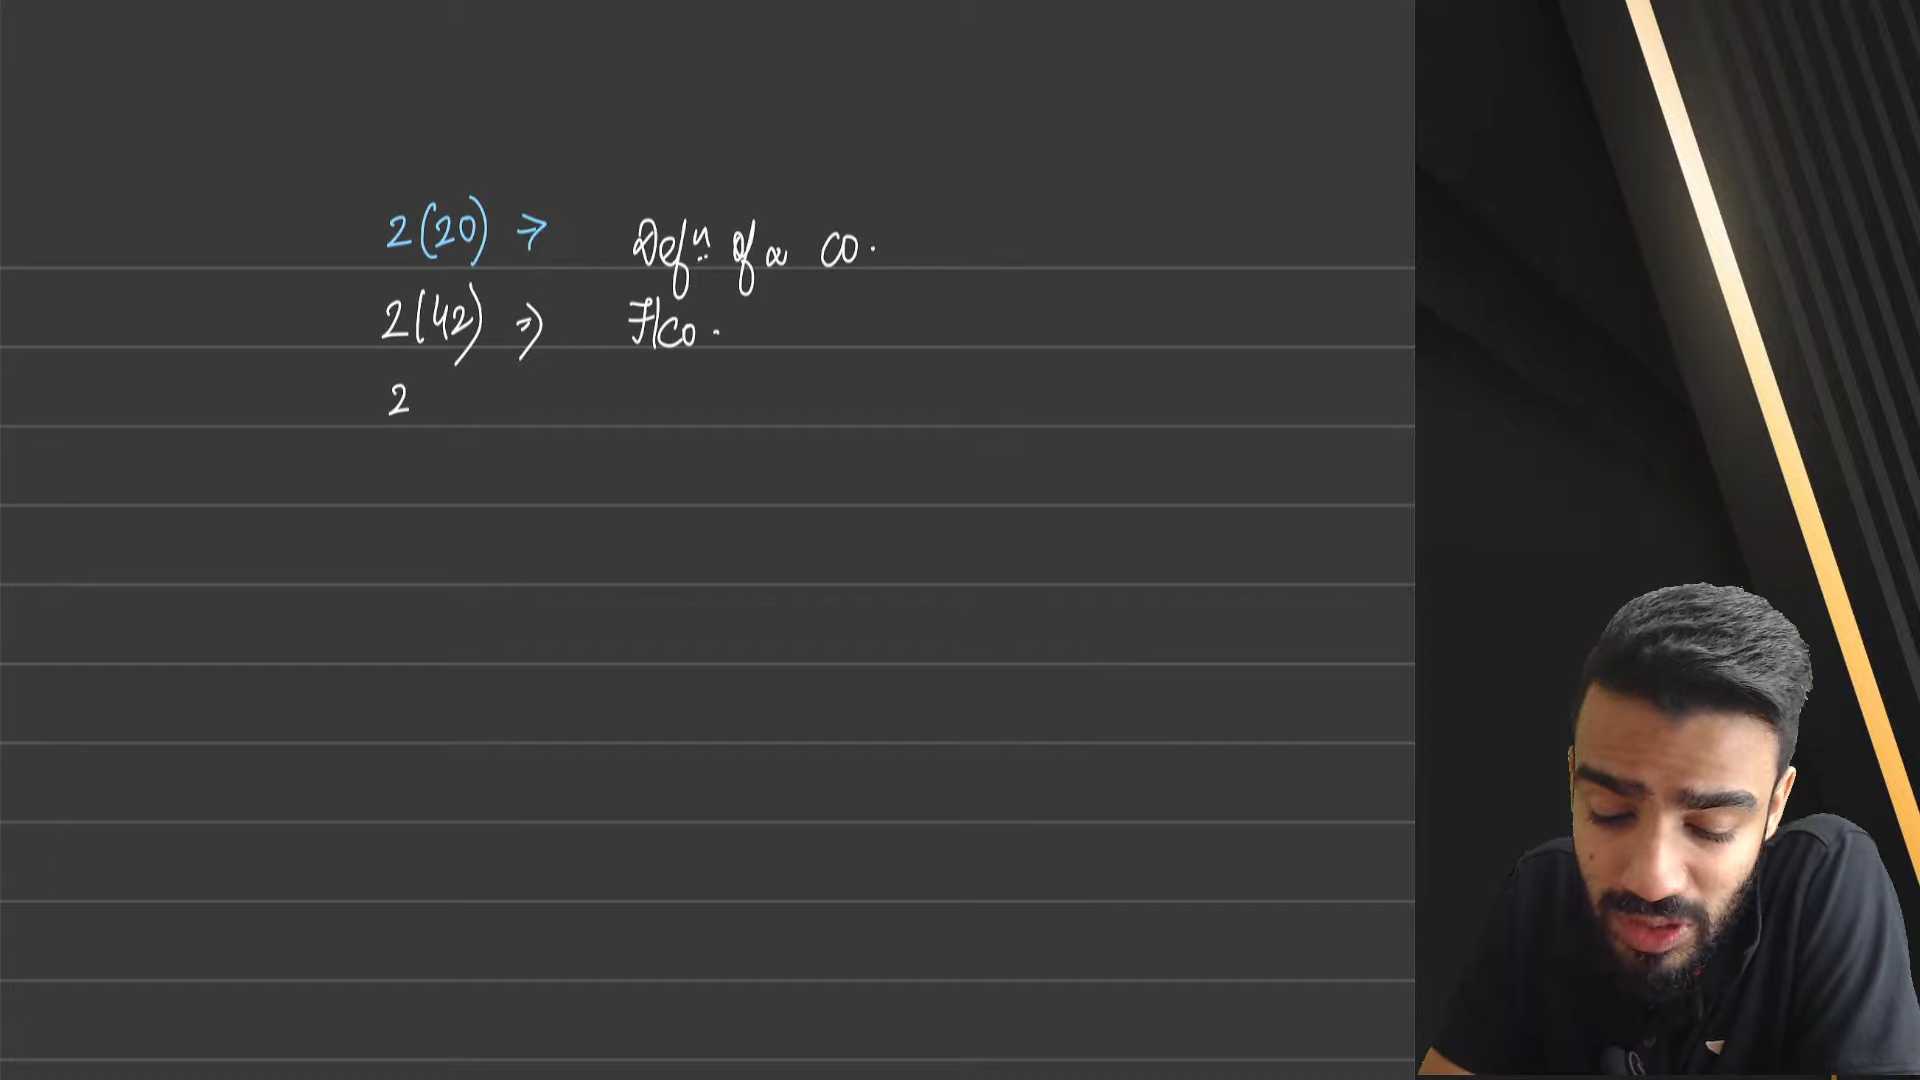 2(20) ⇒ Defⁿ of a CO.
2(42) ⇒ F/CO.
2